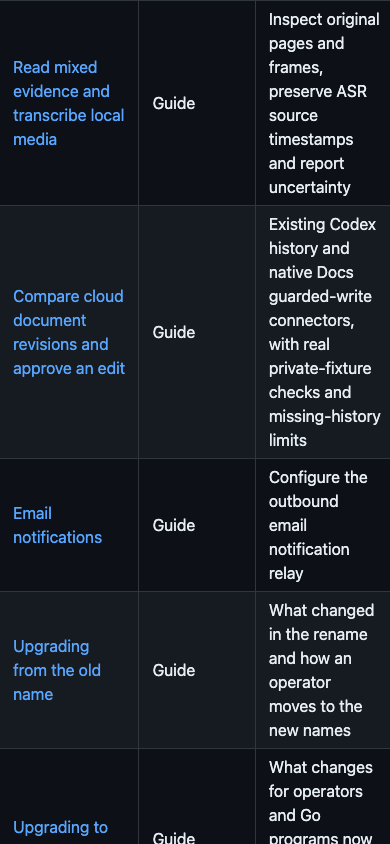 Read mixed
evidence and
transcribe local
media
Guide
Inspect original
pages and
frames,
preserve ASR
source
timestamps
and report
uncertainty
Compare cloud
document
revisions and
approve an edit
Guide
Existing Codex
history and
native Docs
guarded-write
connectors,
with real
private-fixture
checks and
missing-history
limits
Email
notifications
Guide
Configure the
outbound
email
notification
relay
Upgrading
from the old
name
Guide
What changed
in the rename
and how an
operator
moves to the
new names
Upgrading to
Guide
What changes
for operators
and Go
programs now